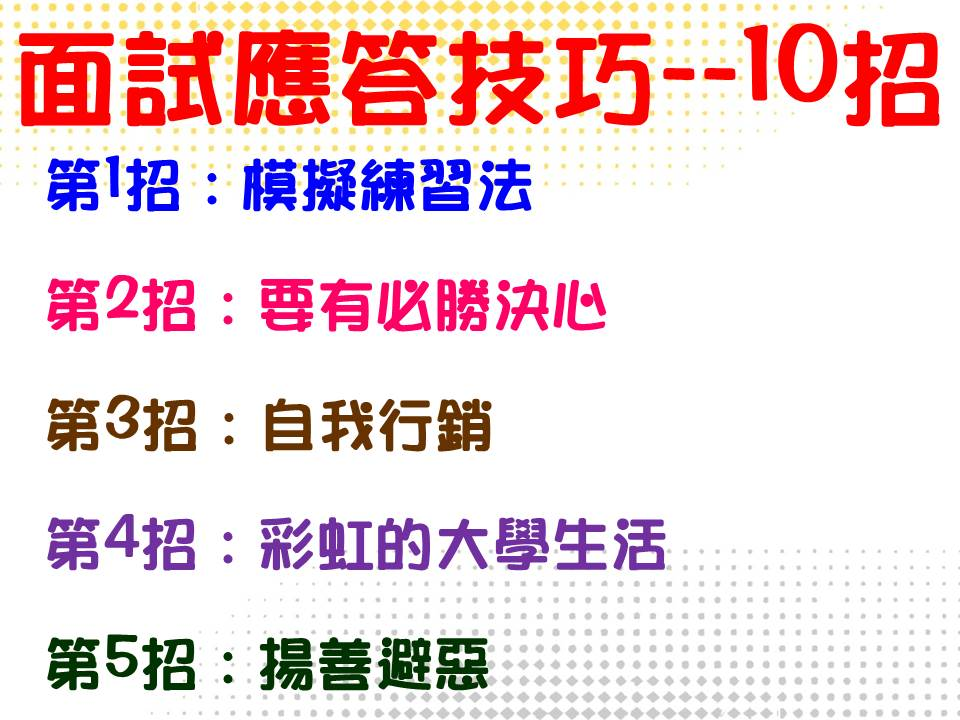 面試應答技巧--10招
第1招：模擬練習法
第2招：要有必勝決心
第3招：自我行銷
第4招：彩虹的大學生活
第5招：揚善避惡